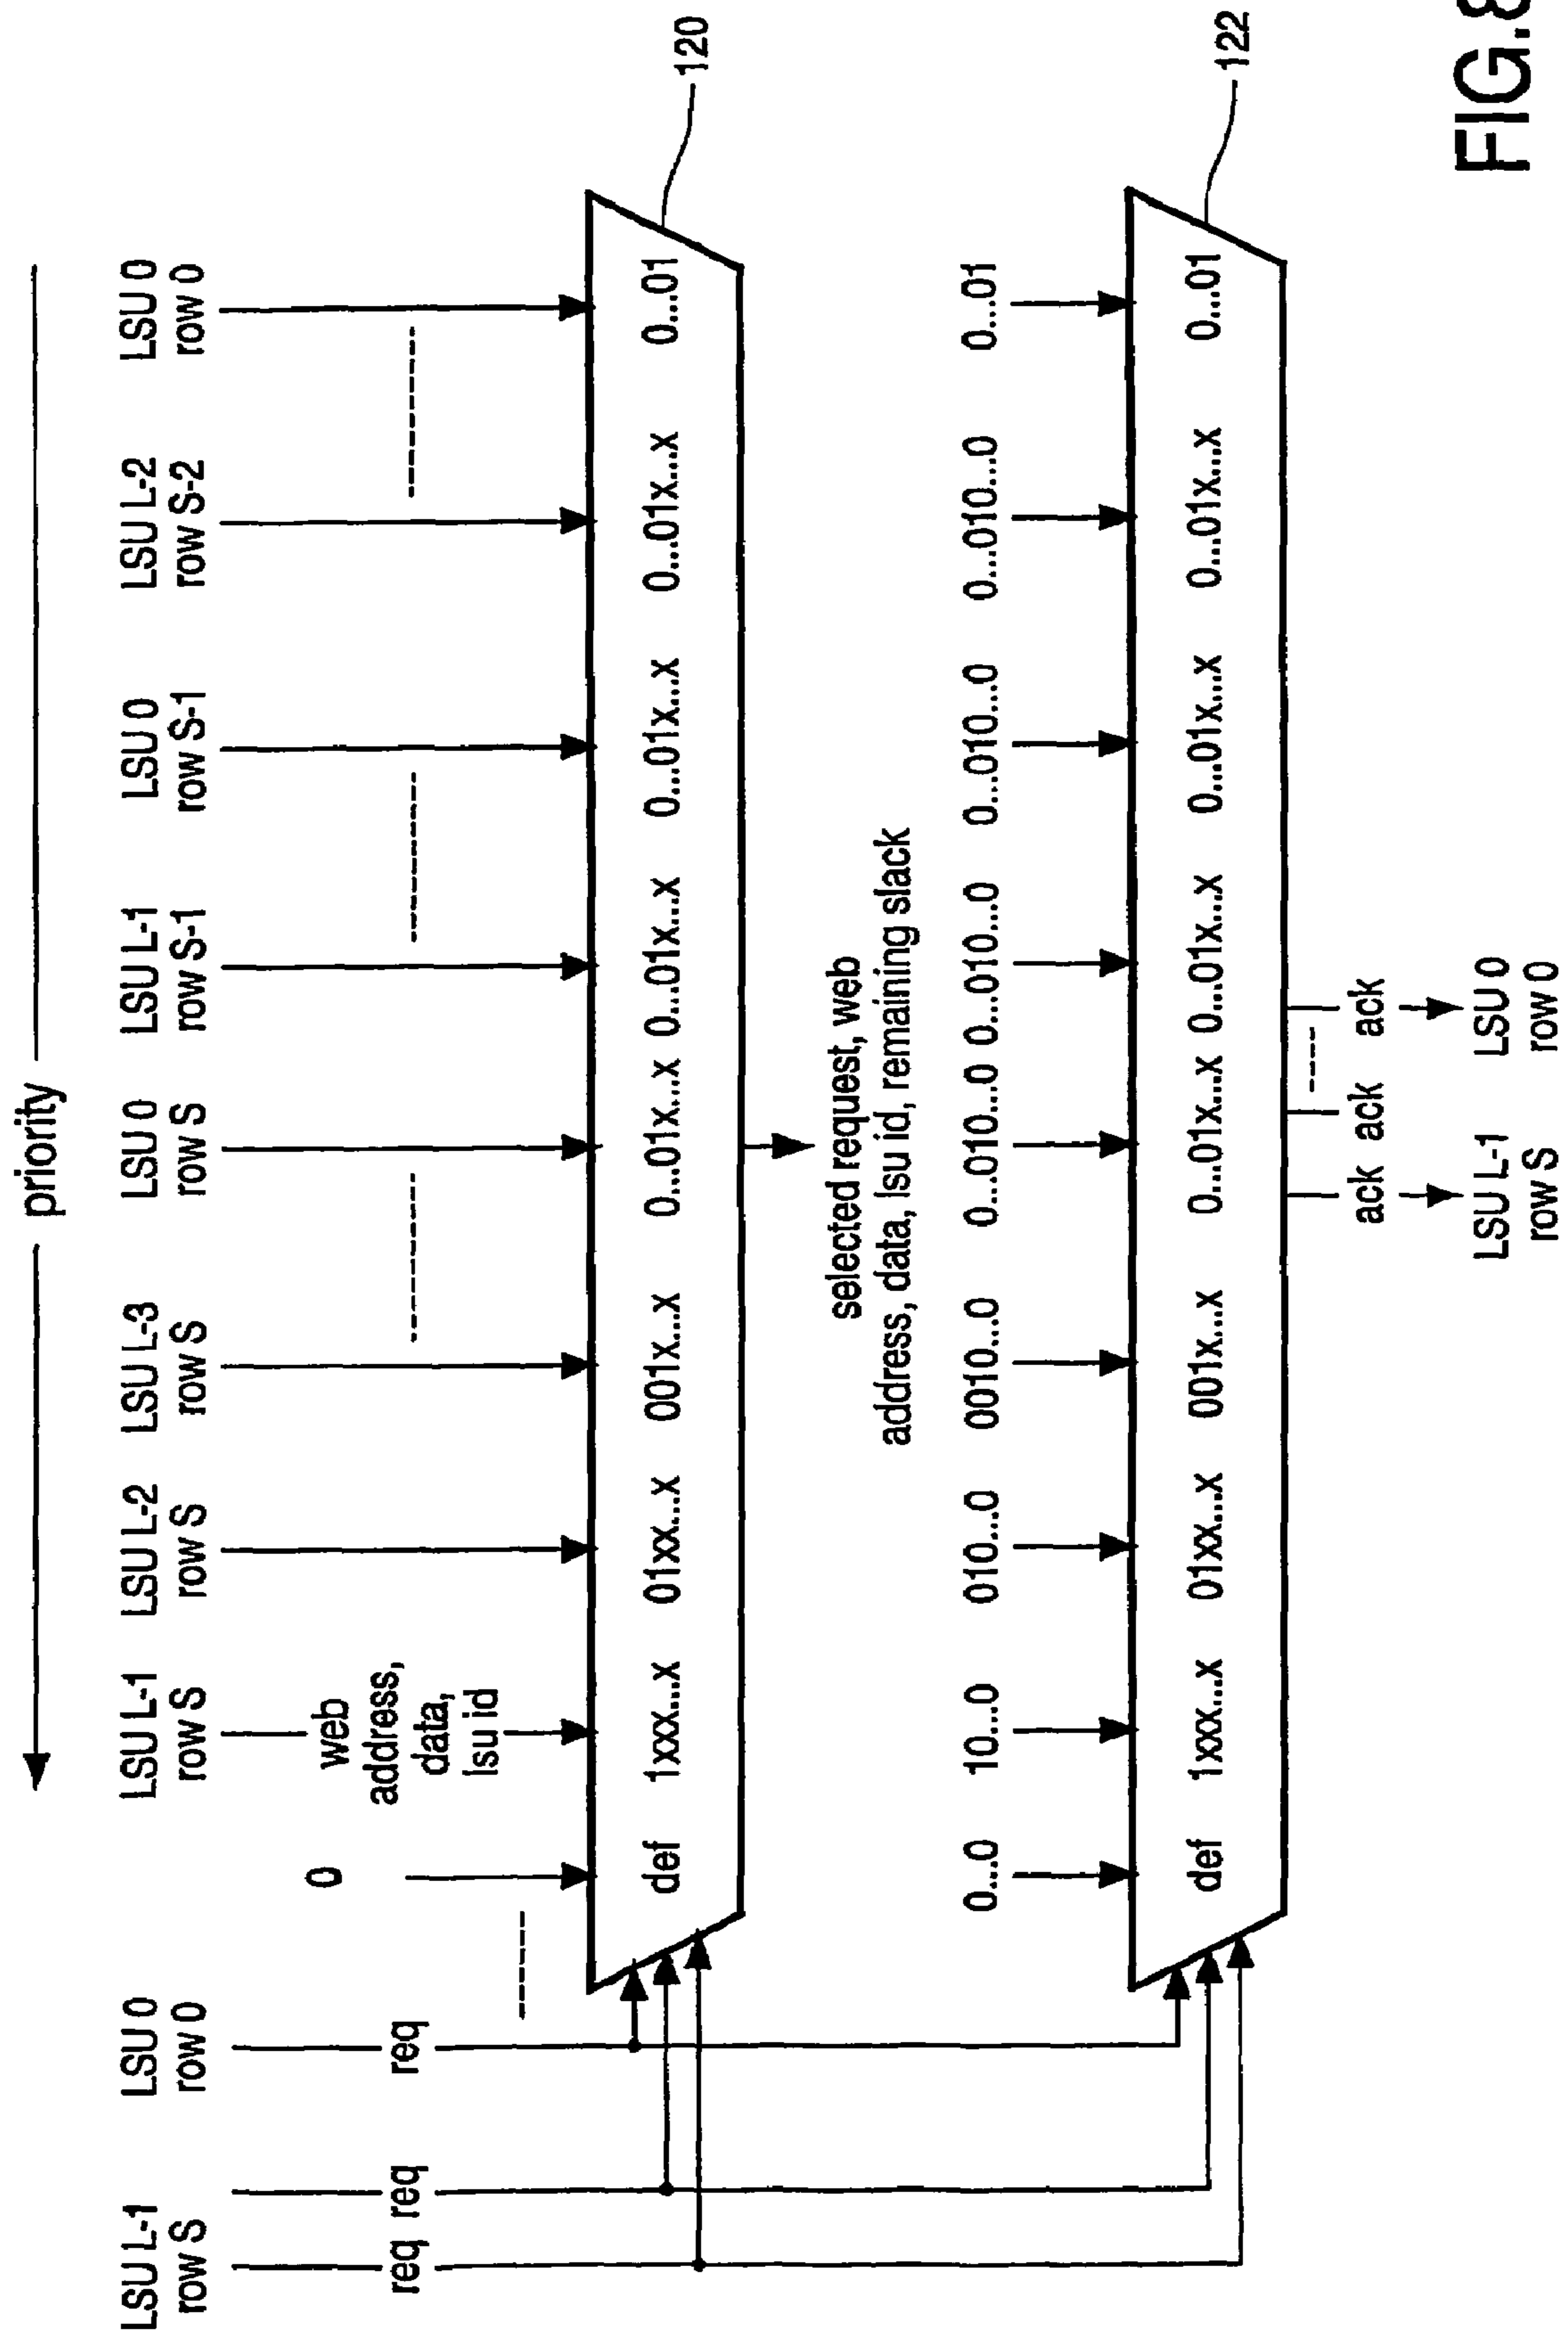 priority
LSU L-1 LSU 0 LSU L-1 LSU L-2 LSU L-3 LSU 0 LSU L-1 LSU 0 LSU L-2 LSU 0
row S row 0 row S row S row S row S row S-1 row S-1 row S-2 row 0
0 web
address,
req req req data,
lsu id
def 1xxx...x 01xx...x 001x...x 0...01x...x 0...01x...x 0...01x...x 0...01x...x 0...01
120
selected request, web
address, data, lsu id, remaining slack
0...0 10...0 010...0 0010...0 0...010...0 0...010...0 0...010...0 0...010...0 0...01
def 1xxx...x 01xx...x 001x...x 0...01x...x 0...01x...x 0...01x...x 0...01x...x 0...01
122
ack ack ack
LSU L-1 LSU 0
row S row 0
FIG.8